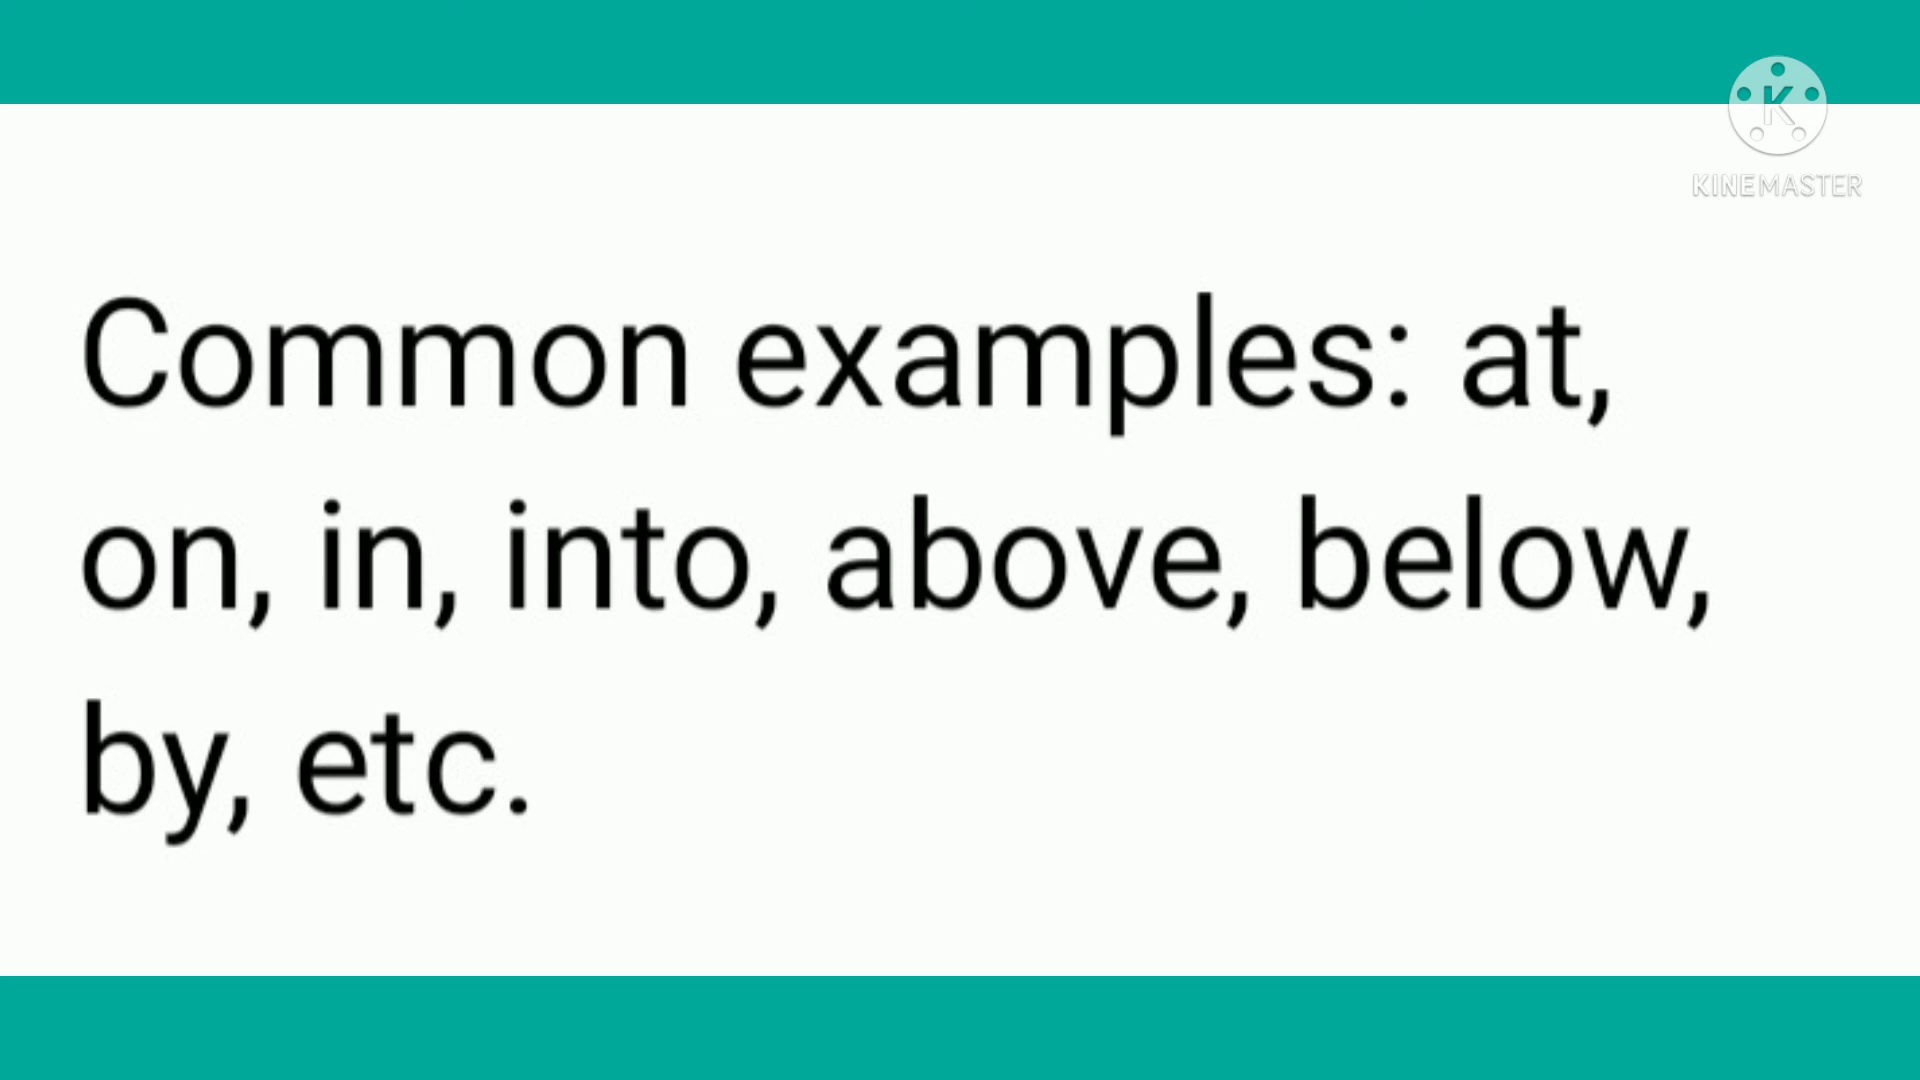 K
KINEMASTER
Common examples: at,
on, in, into, above, below,
by, etc.